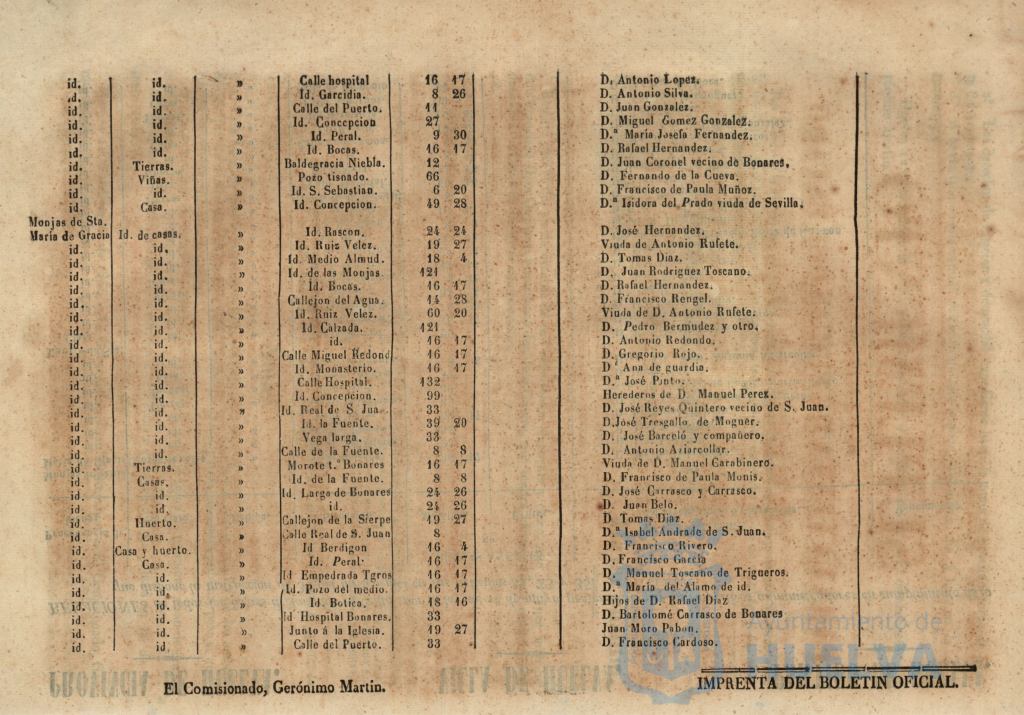 id. id. » Calle hospital 16 17 D. Antonio Lopez.
id. id. » Id. Garcidia. 8 26 D. Antonio Silva.
id. id. » Calle del Puerto. 11 D. Juan Gonzalez.
id. id. » Id. Concepcion 27 D. Miguel Gomez Gonzalez.
id. id. » Id. Peral. 9 30 D.ª Maria Josefa Fernandez.
id. id. » Id. Bocas. 16 17 D. Rafael Hernandez.
id. Tierras. » Baldegracia Niebla. 12 D. Juan Coronel vecino de Bonares.
id. Viñas. » Pozo tisnado. 66 D. Fernando de la Cueva.
id. id. » Id. S. Sebastian. 6 20 D. Francisco de Paula Muñoz.
id. Casa. » Id. Concepcion. 49 28 D.ª Isidora del Prado viuda de Sevilla.
Monjas de Sta.
Maria de Gracia Id. de casas. » Id. Rascon. 24 24 D. José Hernandez.
id. id. » Id. Ruiz Velez. 19 27 Viuda de Antonio Rufete.
id. id. » Id. Medio Almud. 18 4 D. Tomas Diaz.
id. id. » Id. de las Monjas 121 D. Juan Rodriguez Toscano.
id. id. » Id. Bocas. 16 17 D. Rafael Hernandez.
id. id. » Callejon del Agua. 14 28 D. Francisco Rengel.
id. id. » Id. Ruiz Velez. 60 20 Viuda de D. Antonio Rufete.
id. id. » Id. Calzada. 121 D. Pedro Bermudez y otro.
id. id. » id. 16 17 D. Antonio Redondo.
id. id. » Calle Miguel Redond 16 17 D. Gregorio Rojo.
id. id. » Id. Monasterio. 16 17 D ª Ana de guardia.
id. id. » Calle Hospital. 132 D.ª José Pinto.
id. id. » Id. Concepcion. 99 Herederos de D. Manuel Perez.
id. id. » Id. Real de S. Jua 33 D. José Reyes Quintero vecino de S. Juan.
id. id. » Id. la Fuente. 39 20 D. José Tresgallo de Moguer.
id. id. » Vega larga. 33 D. José Barceló y compañero.
id. id. » Calle de la Fuente. 8 8 D. Antonio Aziarcollar.
id. Tierras. » Morote t.º Bonares 16 17 Viuda de D. Manuel Carabinero.
id. Casas. » Id. de la Fuente. 8 8 D. Francisco de Paula Monis.
id. id. » Id. Larga de Bonares 24 26 D. José Carrasco y Carrasco.
id. id. » id. 24 26 D. Juan Belo.
id. Huerto. » Callejon de la Sierpe 19 27 D Tomas Diaz.
id. Casa. » Calle Real de S. Juan 8 D.ª Isabel Andrade de S. Juan.
id. Casa y huerto. » Id Berdigon 16 4 D. Francisco Rivero.
id. Casa. » Id. Peral. 16 17 D. Francisco Garcia
id. id. » Id Empedrada Tgros 16 17 D. Manuel Toscano de Trigueros.
id. id. » Id. Pozo del medio. 16 17 D.ª Maria del Alamo de id.
id. id. » Id. Botica. 18 16 Hijos de D. Rafael Diaz
id. id. » Id Hospital Bonares. 33 D. Bartolomé Carrasco de Bonares
id. id. » Junto á la Iglesia. 19 27 Juan Moro Pabon.
id. id. » Calle del Puerto. 33 D. Francisco Cardoso.
Ayuntamiento de
HUELVA
El Comisionado, Gerónimo Martin.
IMPRENTA DEL BOLETIN OFICIAL.